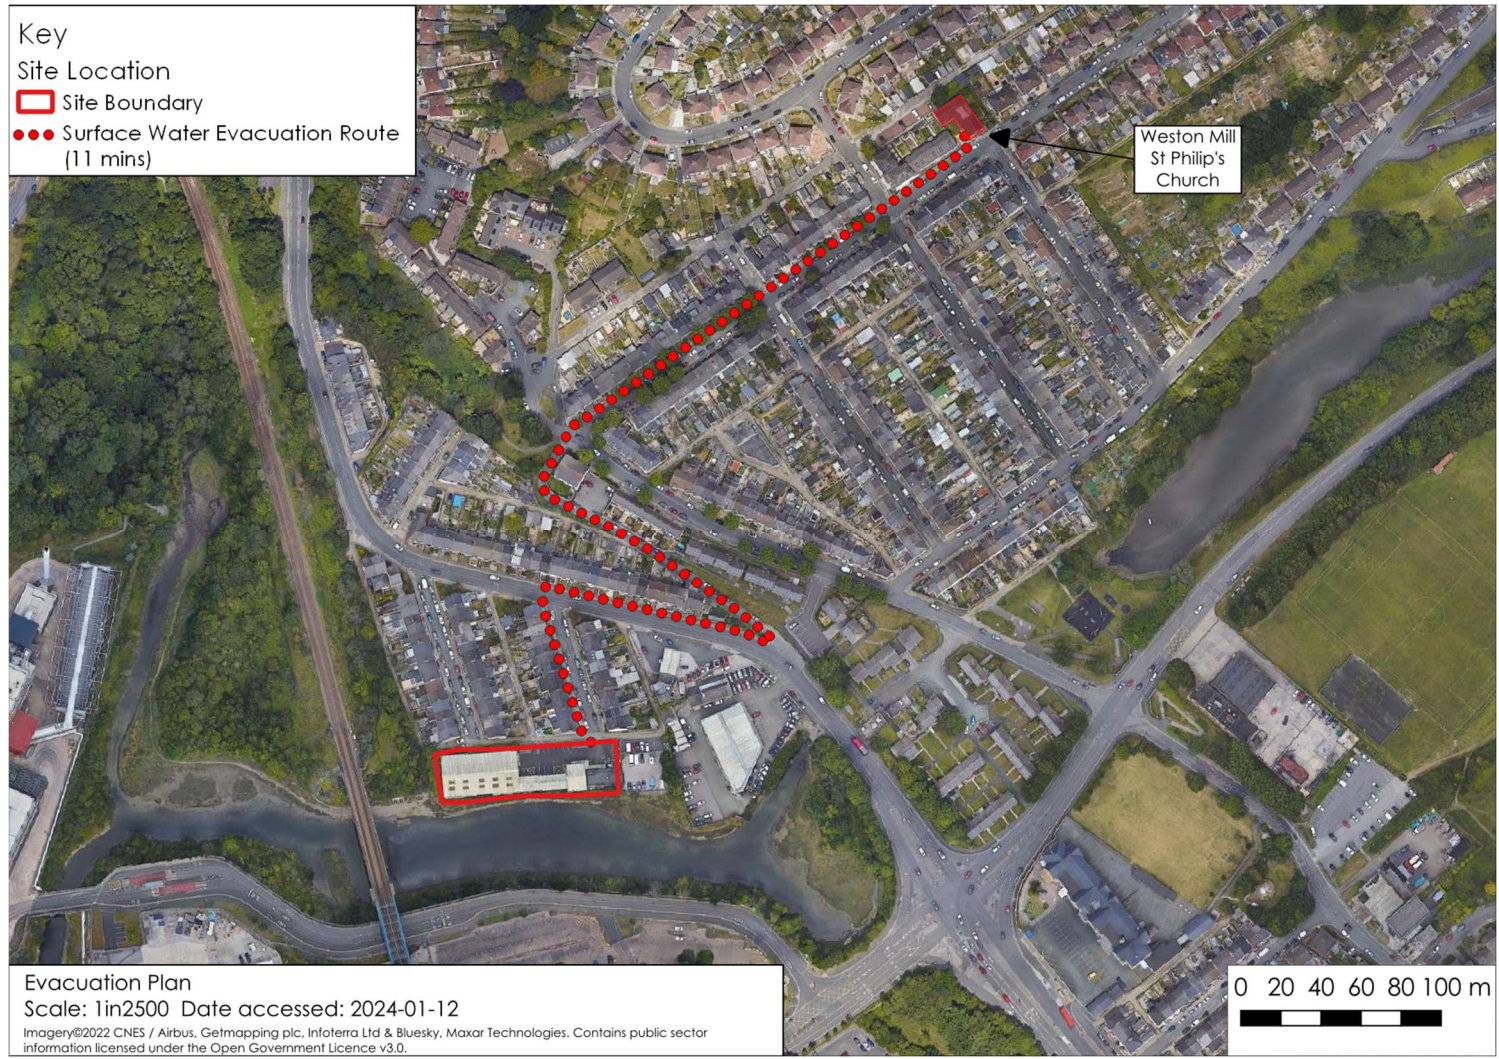 Key
Site Location
Site Boundary
Surface Water Evacuation Route
(11 mins)
Weston Mill
St Philip's
Church
Evacuation Plan
Scale: 1in2500 Date accessed: 2024-01-12
Imagery©2022 CNES / Airbus, Getmapping plc, Infoterra Ltd & Bluesky, Maxar Technologies. Contains public sector
information licensed under the Open Government Licence v3.0.
0 20 40 60 80 100 m